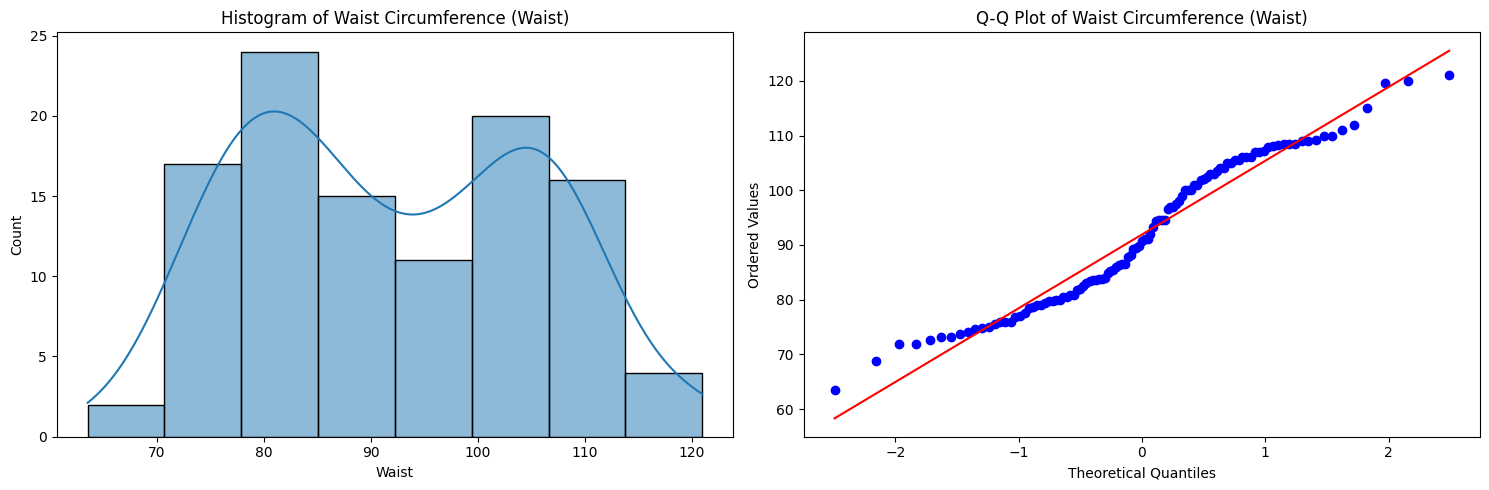 Histogram of Waist Circumference (Waist)
25
20
15
10
5
0
Count
70 80 90 100 110 120
Waist
Q-Q Plot of Waist Circumference (Waist)
120
110
100
90
80
70
60
Ordered Values
−2 −1 0 1 2
Theoretical Quantiles